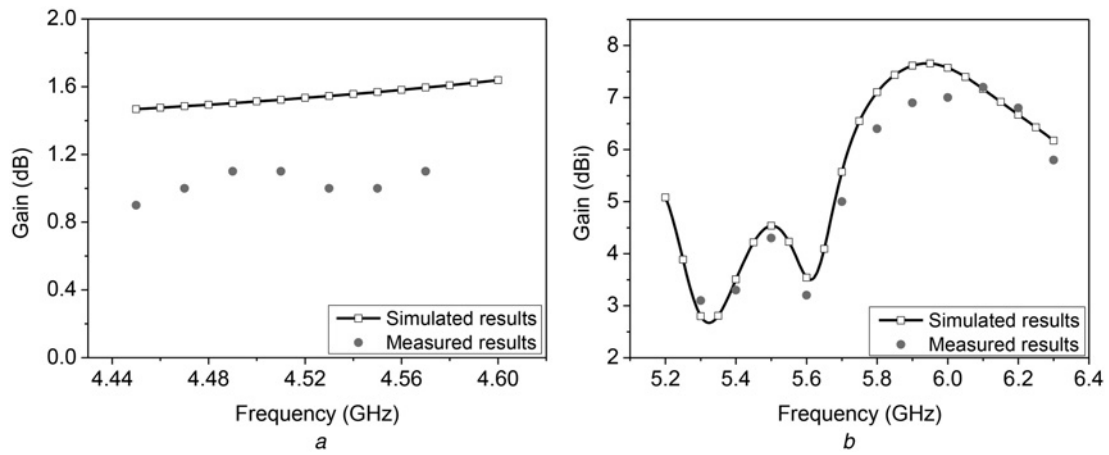 2.0
1.6
1.2
0.8
0.4
0.0
Gain (dB)
Simulated results
Measured results
4.44
4.48
4.52
4.56
4.60
Frequency (GHz)
a
8
7
6
5
4
3
2
Gain (dBi)
Simulated results
Measured results
5.2
5.4
5.6
5.8
6.0
6.2
6.4
Frequency (GHz)
b